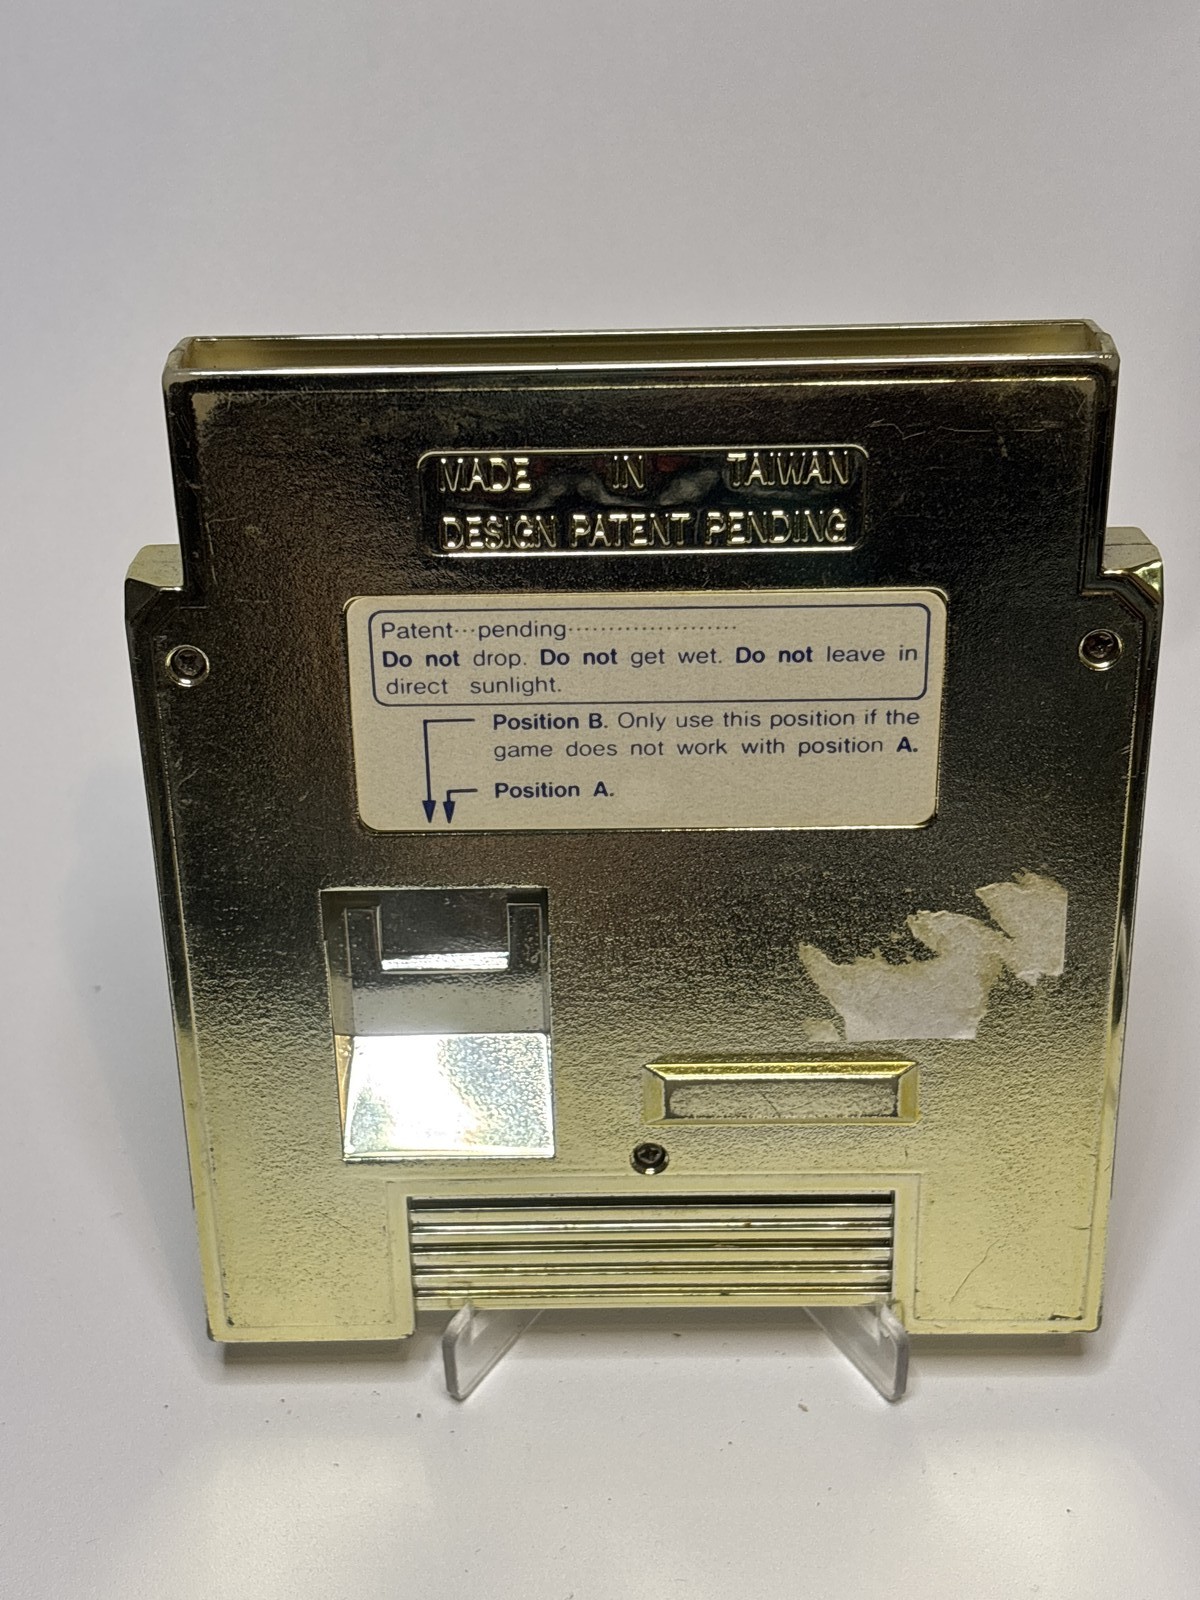 MADE IN TAIWAN
DESIGN PATENT PENDING
Patent···pending·····················
Do not drop. Do not get wet. Do not leave in
direct sunlight.
Position B. Only use this position if the
game does not work with position A.
Position A.